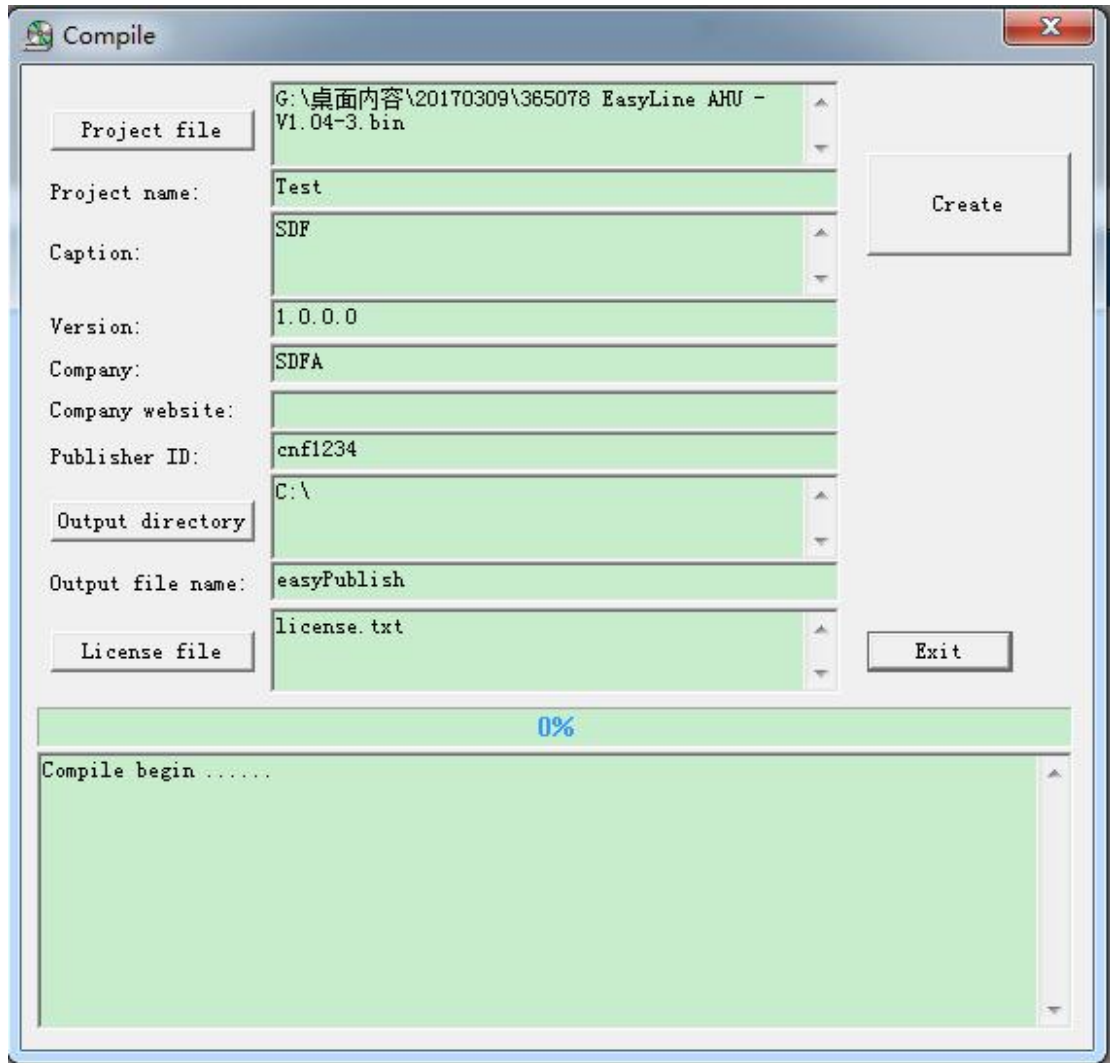 Compile
Project file
G:\桌面内容\20170309\365078 EasyLine AHU -
V1.04-3.bin
Create
Project name:
Test
Caption:
SDF
Version:
1.0.0.0
Company:
SDFA
Company website:
Publisher ID:
cnf1234
Output directory
C:\
Output file name:
easyPublish
License file
license.txt
Exit
0%
Compile begin ......